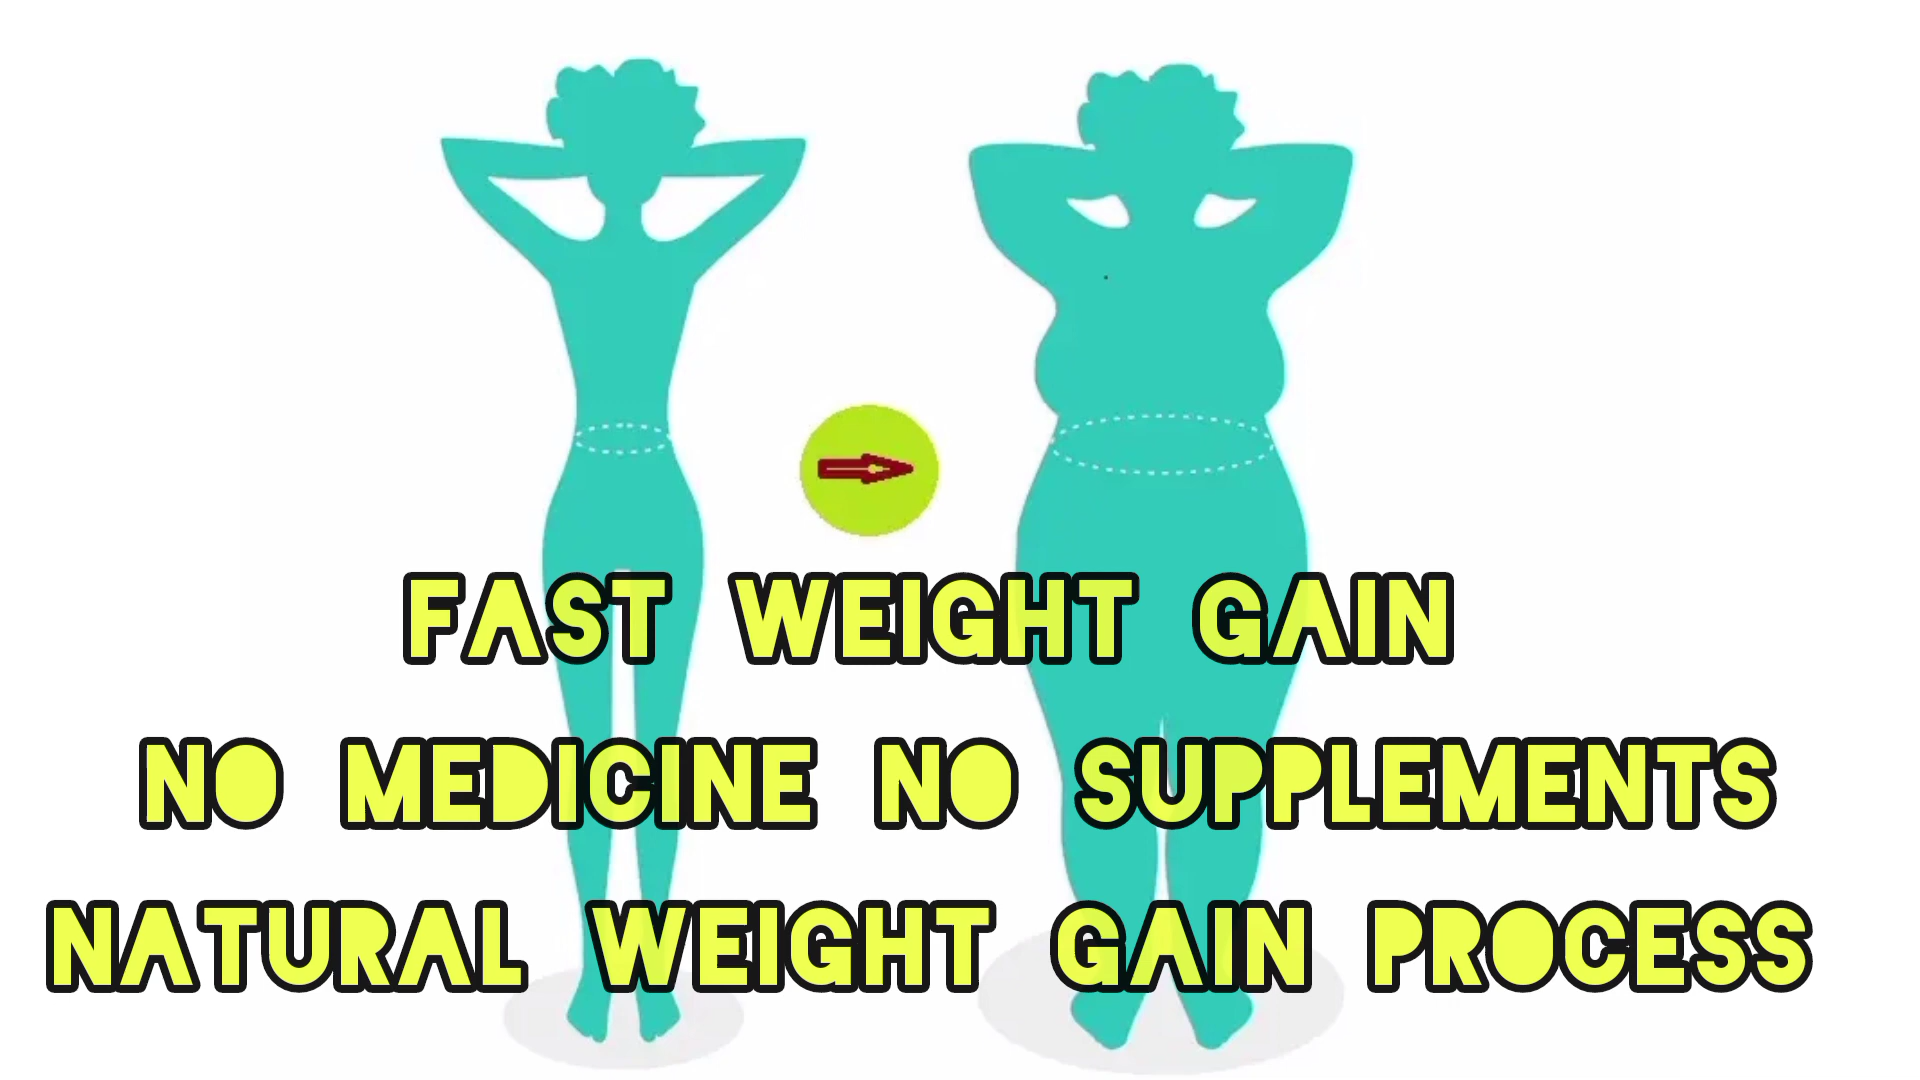 FAST WEIGHT GAIN
NO MEDICINE NO SUPPLEMENTS
NATURAL WEIGHT GAIN PROCESS